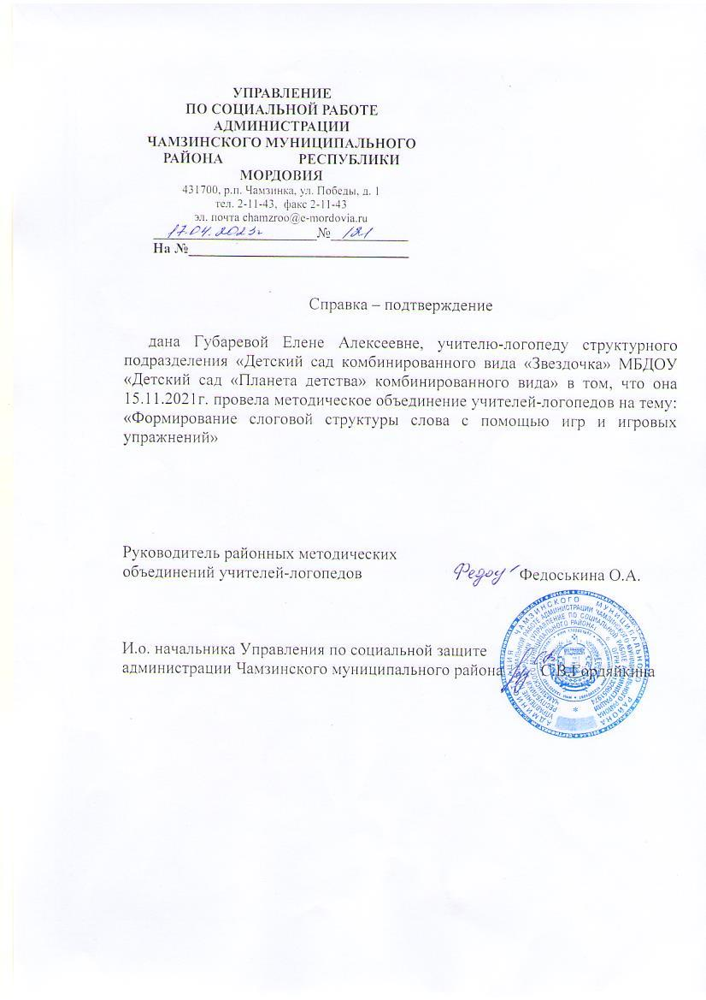 УПРАВЛЕНИЕ
ПО СОЦИАЛЬНОЙ РАБОТЕ
АДМИНИСТРАЦИИ
ЧАМЗИНСКОГО МУНИЦИПАЛЬНОГО
РАЙОНА РЕСПУБЛИКИ
МОРДОВИЯ
431700, р.п. Чамзинка, ул. Победы, д. 1
тел. 2-11-43, факс 2-11-43
эл. почта chamzroo@e-mordovia.ru
17.04.2023г № 121
На №
Справка – подтверждение
дана Губаревой Елене Алексеевне, учителю-логопеду структурного
подразделения «Детский сад комбинированного вида «Звездочка» МБДОУ
«Детский сад «Планета детства» комбинированного вида» в том, что она
15.11.2021г. провела методическое объединение учителей-логопедов на тему:
«Формирование слоговой структуры слова с помощью игр и игровых
упражнений»
Руководитель районных методических
объединений учителей-логопедов Федоськина О.А.
И.о. начальника Управления по социальной защите
администрации Чамзинского муниципального района С.В.Гордяйкина